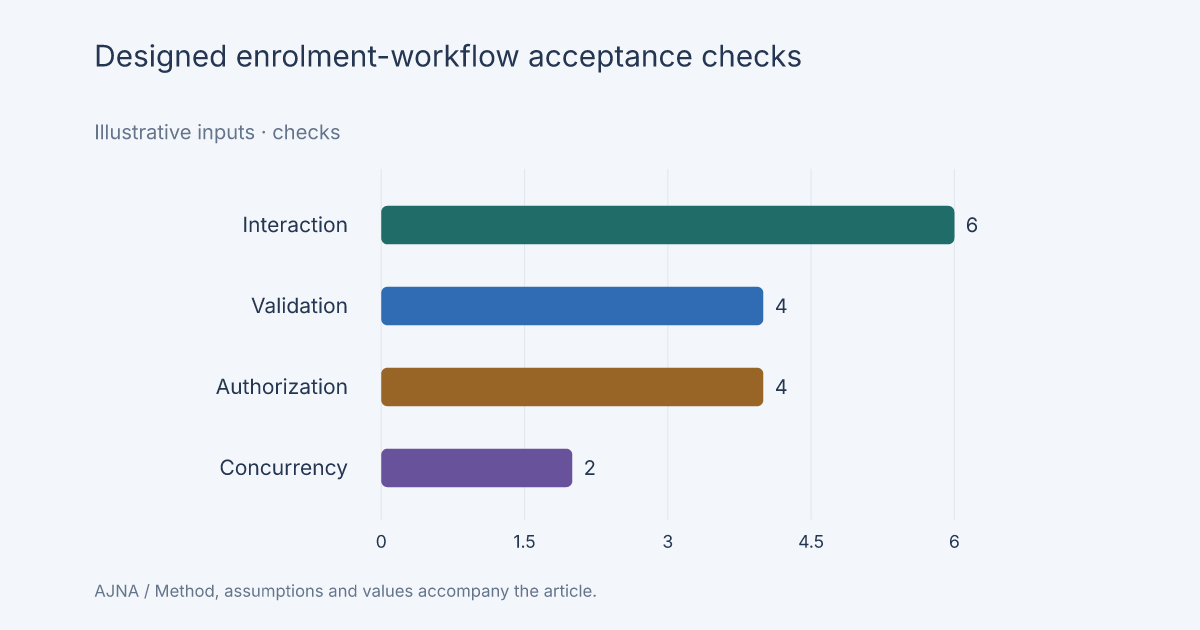 Designed enrolment-workflow acceptance checks
Illustrative inputs · checks
Interaction 6
Validation 4
Authorization 4
Concurrency 2
0 1.5 3 4.5 6
AJNA / Method, assumptions and values accompany the article.